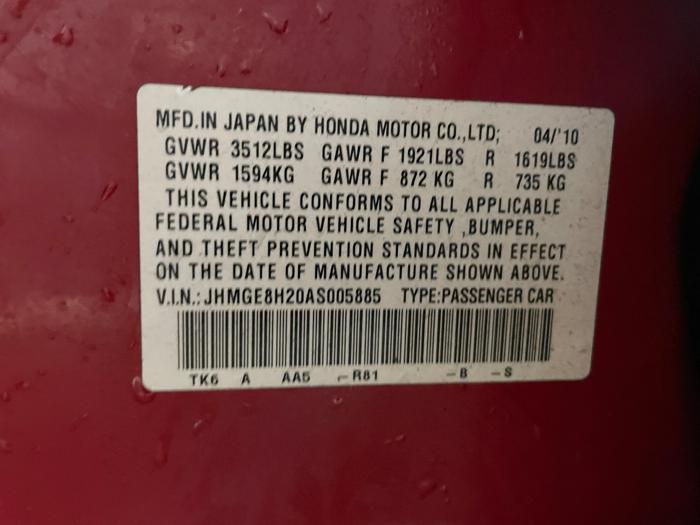 MFD.IN JAPAN BY HONDA MOTOR CO.,LTD; 04/'10
GVWR 3512LBS GAWR F 1921LBS R 1619LBS
GVWR 1594KG GAWR F 872 KG R 735 KG
THIS VEHICLE CONFORMS TO ALL APPLICABLE
FEDERAL MOTOR VEHICLE SAFETY ,BUMPER,
AND THEFT PREVENTION STANDARDS IN EFFECT
ON THE DATE OF MANUFACTURE SHOWN ABOVE.
V.I.N.: JHMGE8H20AS005885 TYPE:PASSENGER CAR
TK6 A AA5 -R81 -B -S